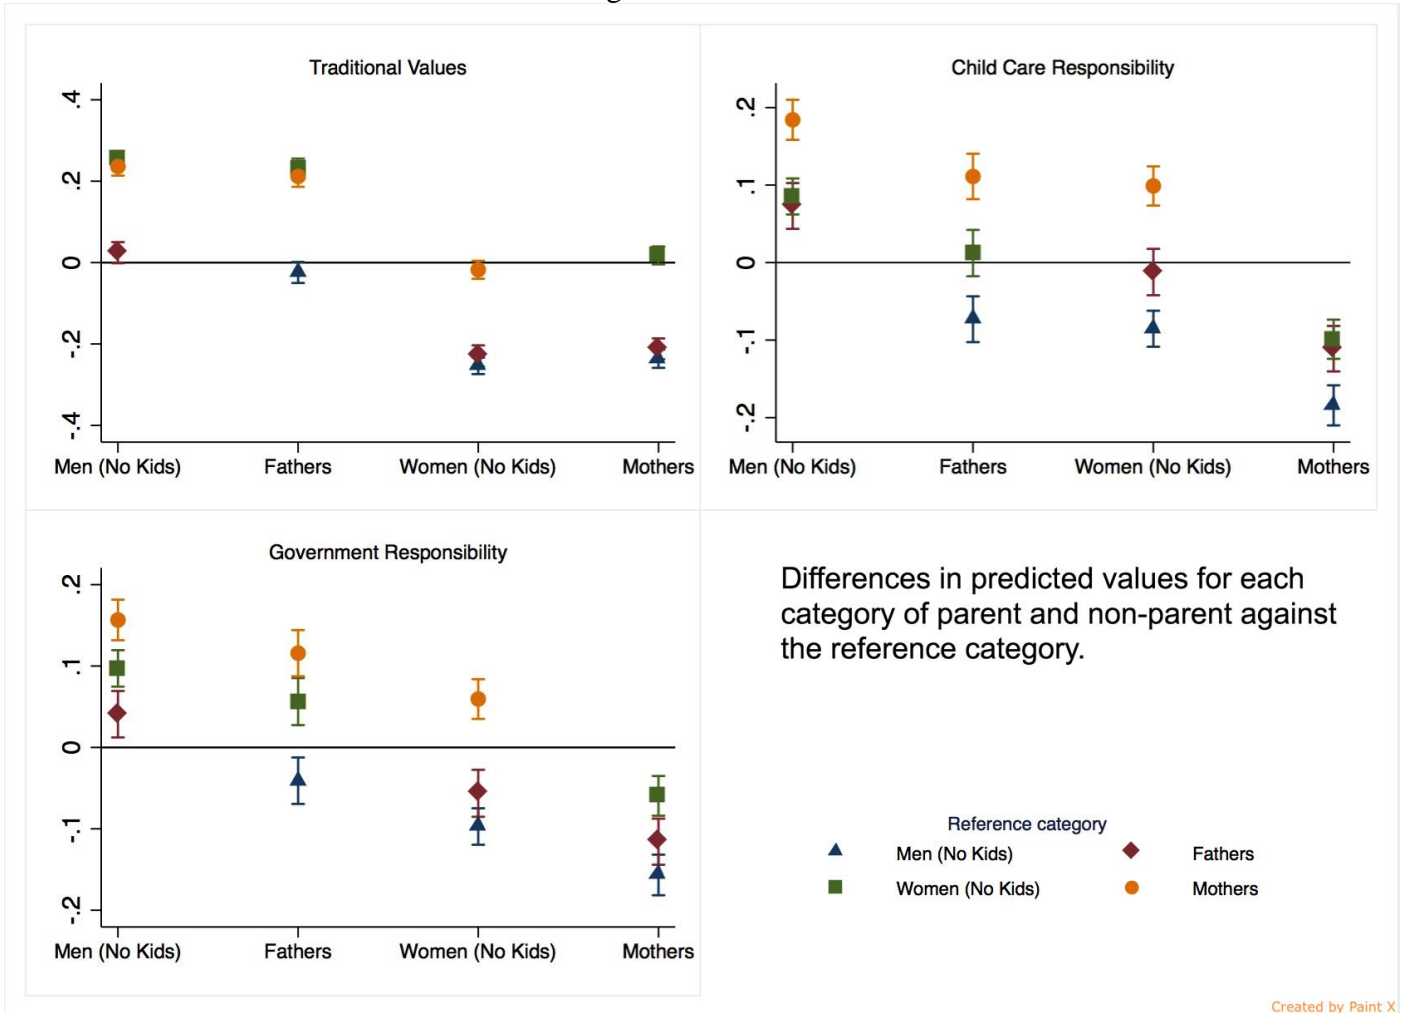 Traditional Values
.4
.2
0
-.2
-.4
Men (No Kids) Fathers Women (No Kids) Mothers
Child Care Responsibility
.2
.1
0
-.1
-.2
Men (No Kids) Fathers Women (No Kids) Mothers
Government Responsibility
.2
.1
0
-.1
-.2
Men (No Kids) Fathers Women (No Kids) Mothers
Differences in predicted values for each
category of parent and non-parent against
the reference category.
Reference category
Men (No Kids) Fathers
Women (No Kids) Mothers
Created by Paint X